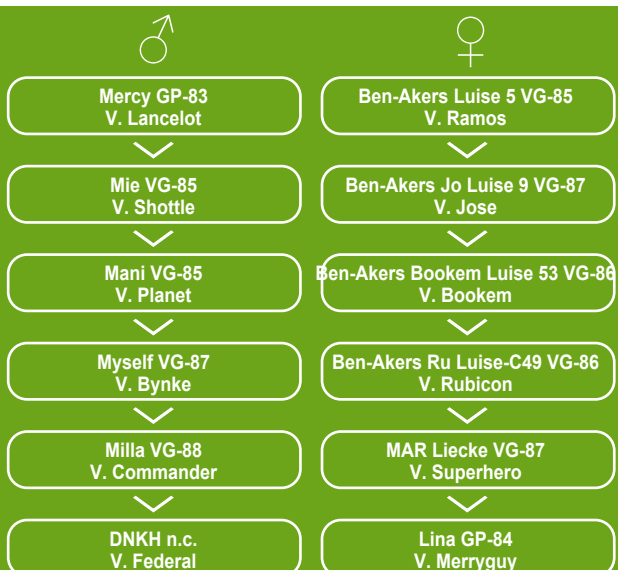 Mercy GP-83
V. Lancelot
Mie VG-85
V. Shottle
Mani VG-85
V. Planet
Myself VG-87
V. Bynke
Milla VG-88
V. Commander
DNKH n.c.
V. Federal
Ben-Akers Luise 5 VG-85
V. Ramos
Ben-Akers Jo Luise 9 VG-87
V. Jose
Ben-Akers Bookem Luise 53 VG-86
V. Bookem
Ben-Akers Ru Luise-C49 VG-86
V. Rubicon
MAR Liecke VG-87
V. Superhero
Lina GP-84
V. Merryguy